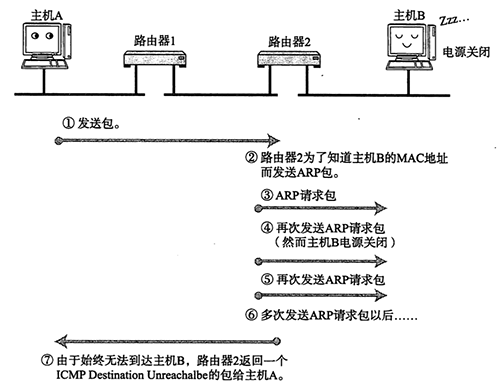 主机A
主机B
Zzz...
路由器1
路由器2
电源关闭
① 发送包。
② 路由器2为了知道主机B的MAC地址
而发送ARP包。
③ ARP请求包
④ 再次发送ARP请求包
（然而主机B电源关闭）
⑤ 再次发送ARP请求包
⑥ 多次发送ARP请求包以后……
⑦ 由于始终无法到达主机B，路由器2返回一个
ICMP Destination Unreachalbe的包给主机A。